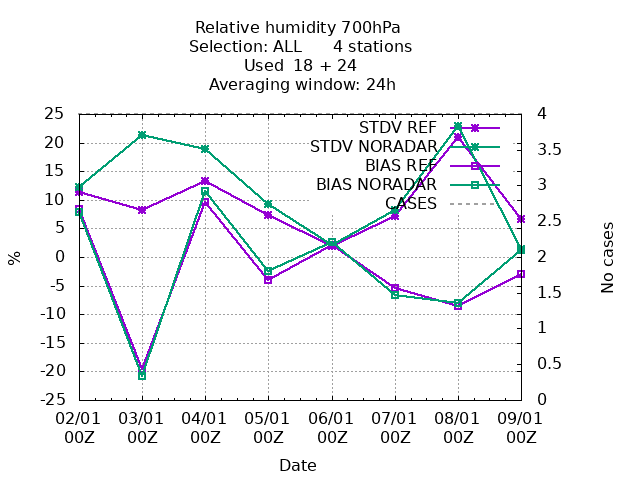 Relative humidity 700hPa
Selection: ALL 4 stations
Used 18 + 24
Averaging window: 24h
25
20
15
10
5
0
-5
-10
-15
-20
-25
%
4
3.5
3
2.5
2
1.5
1
0.5
0
No cases
STDV REF
STDV NORADAR
BIAS REF
BIAS NORADAR
CASES
02/01 03/01 04/01 05/01 06/01 07/01 08/01 09/01
00Z 00Z 00Z 00Z 00Z 00Z 00Z 00Z
Date